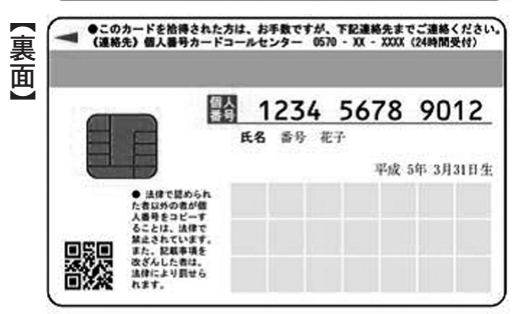 【裏面】
●このカードを拾得された方は、お手数ですが、下記連絡先までご連絡ください。
《連絡先》個人番号カードコールセンター 0570 - XX - XXXX (24時間受付)
個人番号 1234 5678 9012
氏名 番号 花子
平成 5年 3月31日生
● 法律で認められ
た者以外の者が個
人番号をコピーす
ることは、法律で
禁止されています。
また、記載事項を
改ざんした者は、
法律により罰せら
れます。